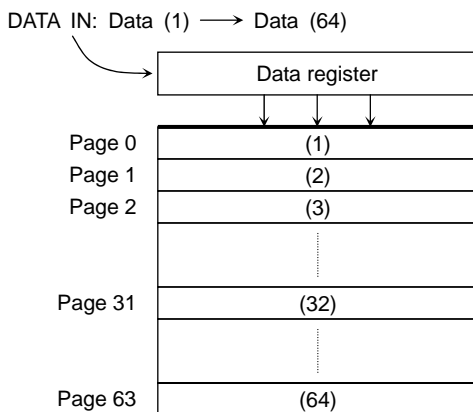 DATA IN: Data (1) ⟶ Data (64)
Data register
Page 0 (1)
Page 1 (2)
Page 2 (3)
Page 31 (32)
Page 63 (64)